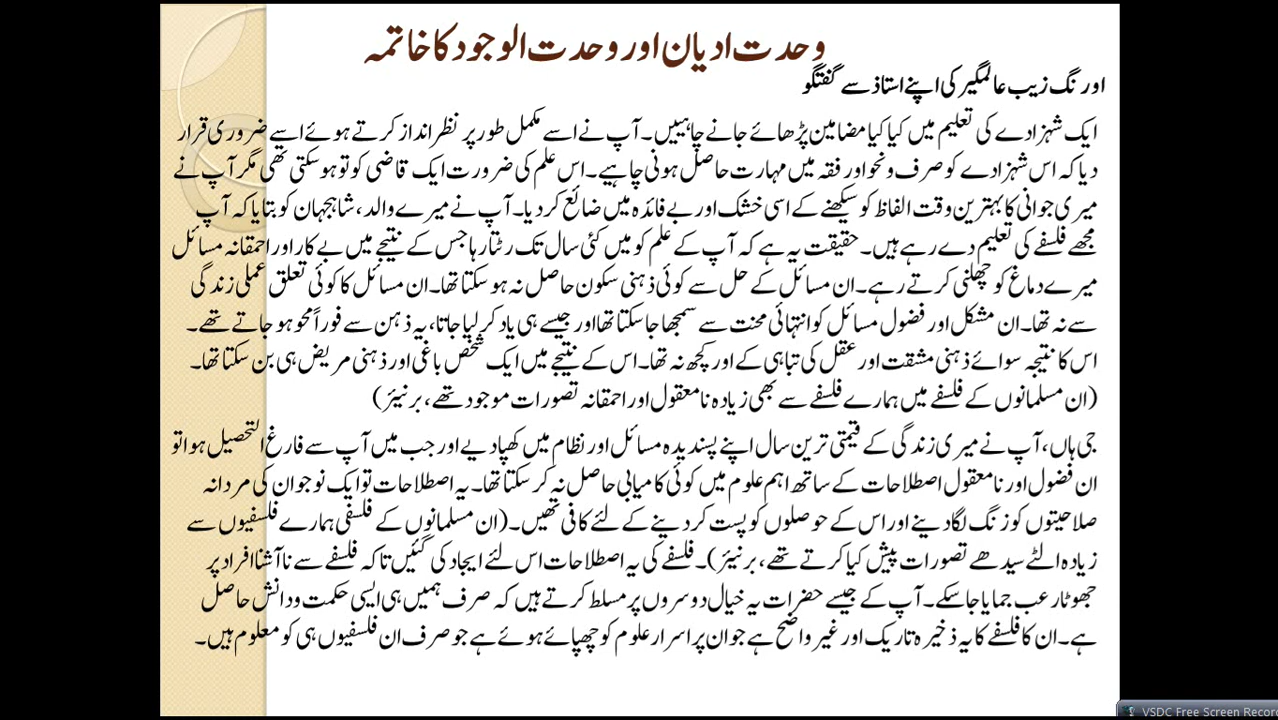 وحدت ادیان اور وحدت الوجود کا خاتمہ
اورنگ زیب عالمگیر کی اپنے استاذ سے گفتگو
ایک شہزادے کی تعلیم میں کیا کیا مضامین پڑھائے جانے چاہییں۔ آپ نے اسے مکمل طور پر نظر انداز کرتے ہوئے اسے ضروری قرار
دیا کہ اس شہزادے کو صرف و نحو اور فقہ میں مہارت حاصل ہونی چاہیے۔ اس علم کی ضرورت ایک قاضی کو تو ہو سکتی تھی مگر آپ نے
میری جوانی کا بہترین وقت الفاظ کو سیکھنے کے اسی خشک اور بے فائدہ میں ضائع کر دیا۔ آپ نے میرے والد، شاہجہان کو بتایا کہ آپ
مجھے فلسفے کی تعلیم دے رہے ہیں۔ حقیقت یہ ہے کہ آپ کے علم کو میں کئی سال تک رٹتا رہا جس کے نتیجے میں بے کار اور احمقانہ مسائل
میرے دماغ کو چھلنی کرتے رہے۔ ان مسائل کے حل سے کوئی ذہنی سکون حاصل نہ ہو سکتا تھا۔ ان مسائل کا کوئی تعلق عملی زندگی
سے نہ تھا۔ ان مشکل اور فضول مسائل کو انتہائی محنت سے سمجھا جا سکتا تھا اور جیسے ہی یاد کر لیا جاتا، یہ ذہن سے فوراً محو ہو جاتے تھے۔
اس کا نتیجہ سوائے ذہنی مشقت اور عقل کی تباہی کے اور کچھ نہ تھا۔ اس کے نتیجے میں ایک شخص باغی اور ذہنی مریض ہی بن سکتا تھا۔
(ان مسلمانوں کے فلسفے میں ہمارے فلسفے سے بھی زیادہ نامعقول اور احمقانہ تصورات موجود تھے، برنیئر)
جی ہاں، آپ نے میری زندگی کے قیمتی ترین سال اپنے پسندیدہ مسائل اور نظام میں کھپا دیے اور جب میں آپ سے فارغ التحصیل ہوا تو
ان فضول اور نامعقول اصطلاحات کے ساتھ اہم علوم میں کوئی کامیابی حاصل نہ کر سکتا تھا۔ یہ اصطلاحات تو ایک نوجوان کی مردانہ
صلاحیتوں کو زنگ لگا دینے اور اس کے حوصلوں کو پست کر دینے کے لئے کافی تھیں۔ (ان مسلمانوں کے فلسفی ہمارے فلسفیوں سے
زیادہ الٹے سیدھے تصورات پیش کیا کرتے تھے، برنیئر)۔ فلسفے کی یہ اصطلاحات اس لئے ایجاد کی گئیں تاکہ فلسفے سے ناآشنا افراد پر
جھوٹا رعب جمایا جا سکے۔ آپ کے جیسے حضرات یہ خیال دوسروں پر مسلط کرتے ہیں کہ صرف ہمیں ہی ایسی حکمت و دانش حاصل
ہے۔ ان کا فلسفے کا یہ ذخیرہ تاریک اور غیر واضح ہے جو ان پر اسرار علوم کو چھپائے ہوئے ہے جو صرف ان فلسفیوں ہی کو معلوم ہیں۔
VSDC Free Screen Recor